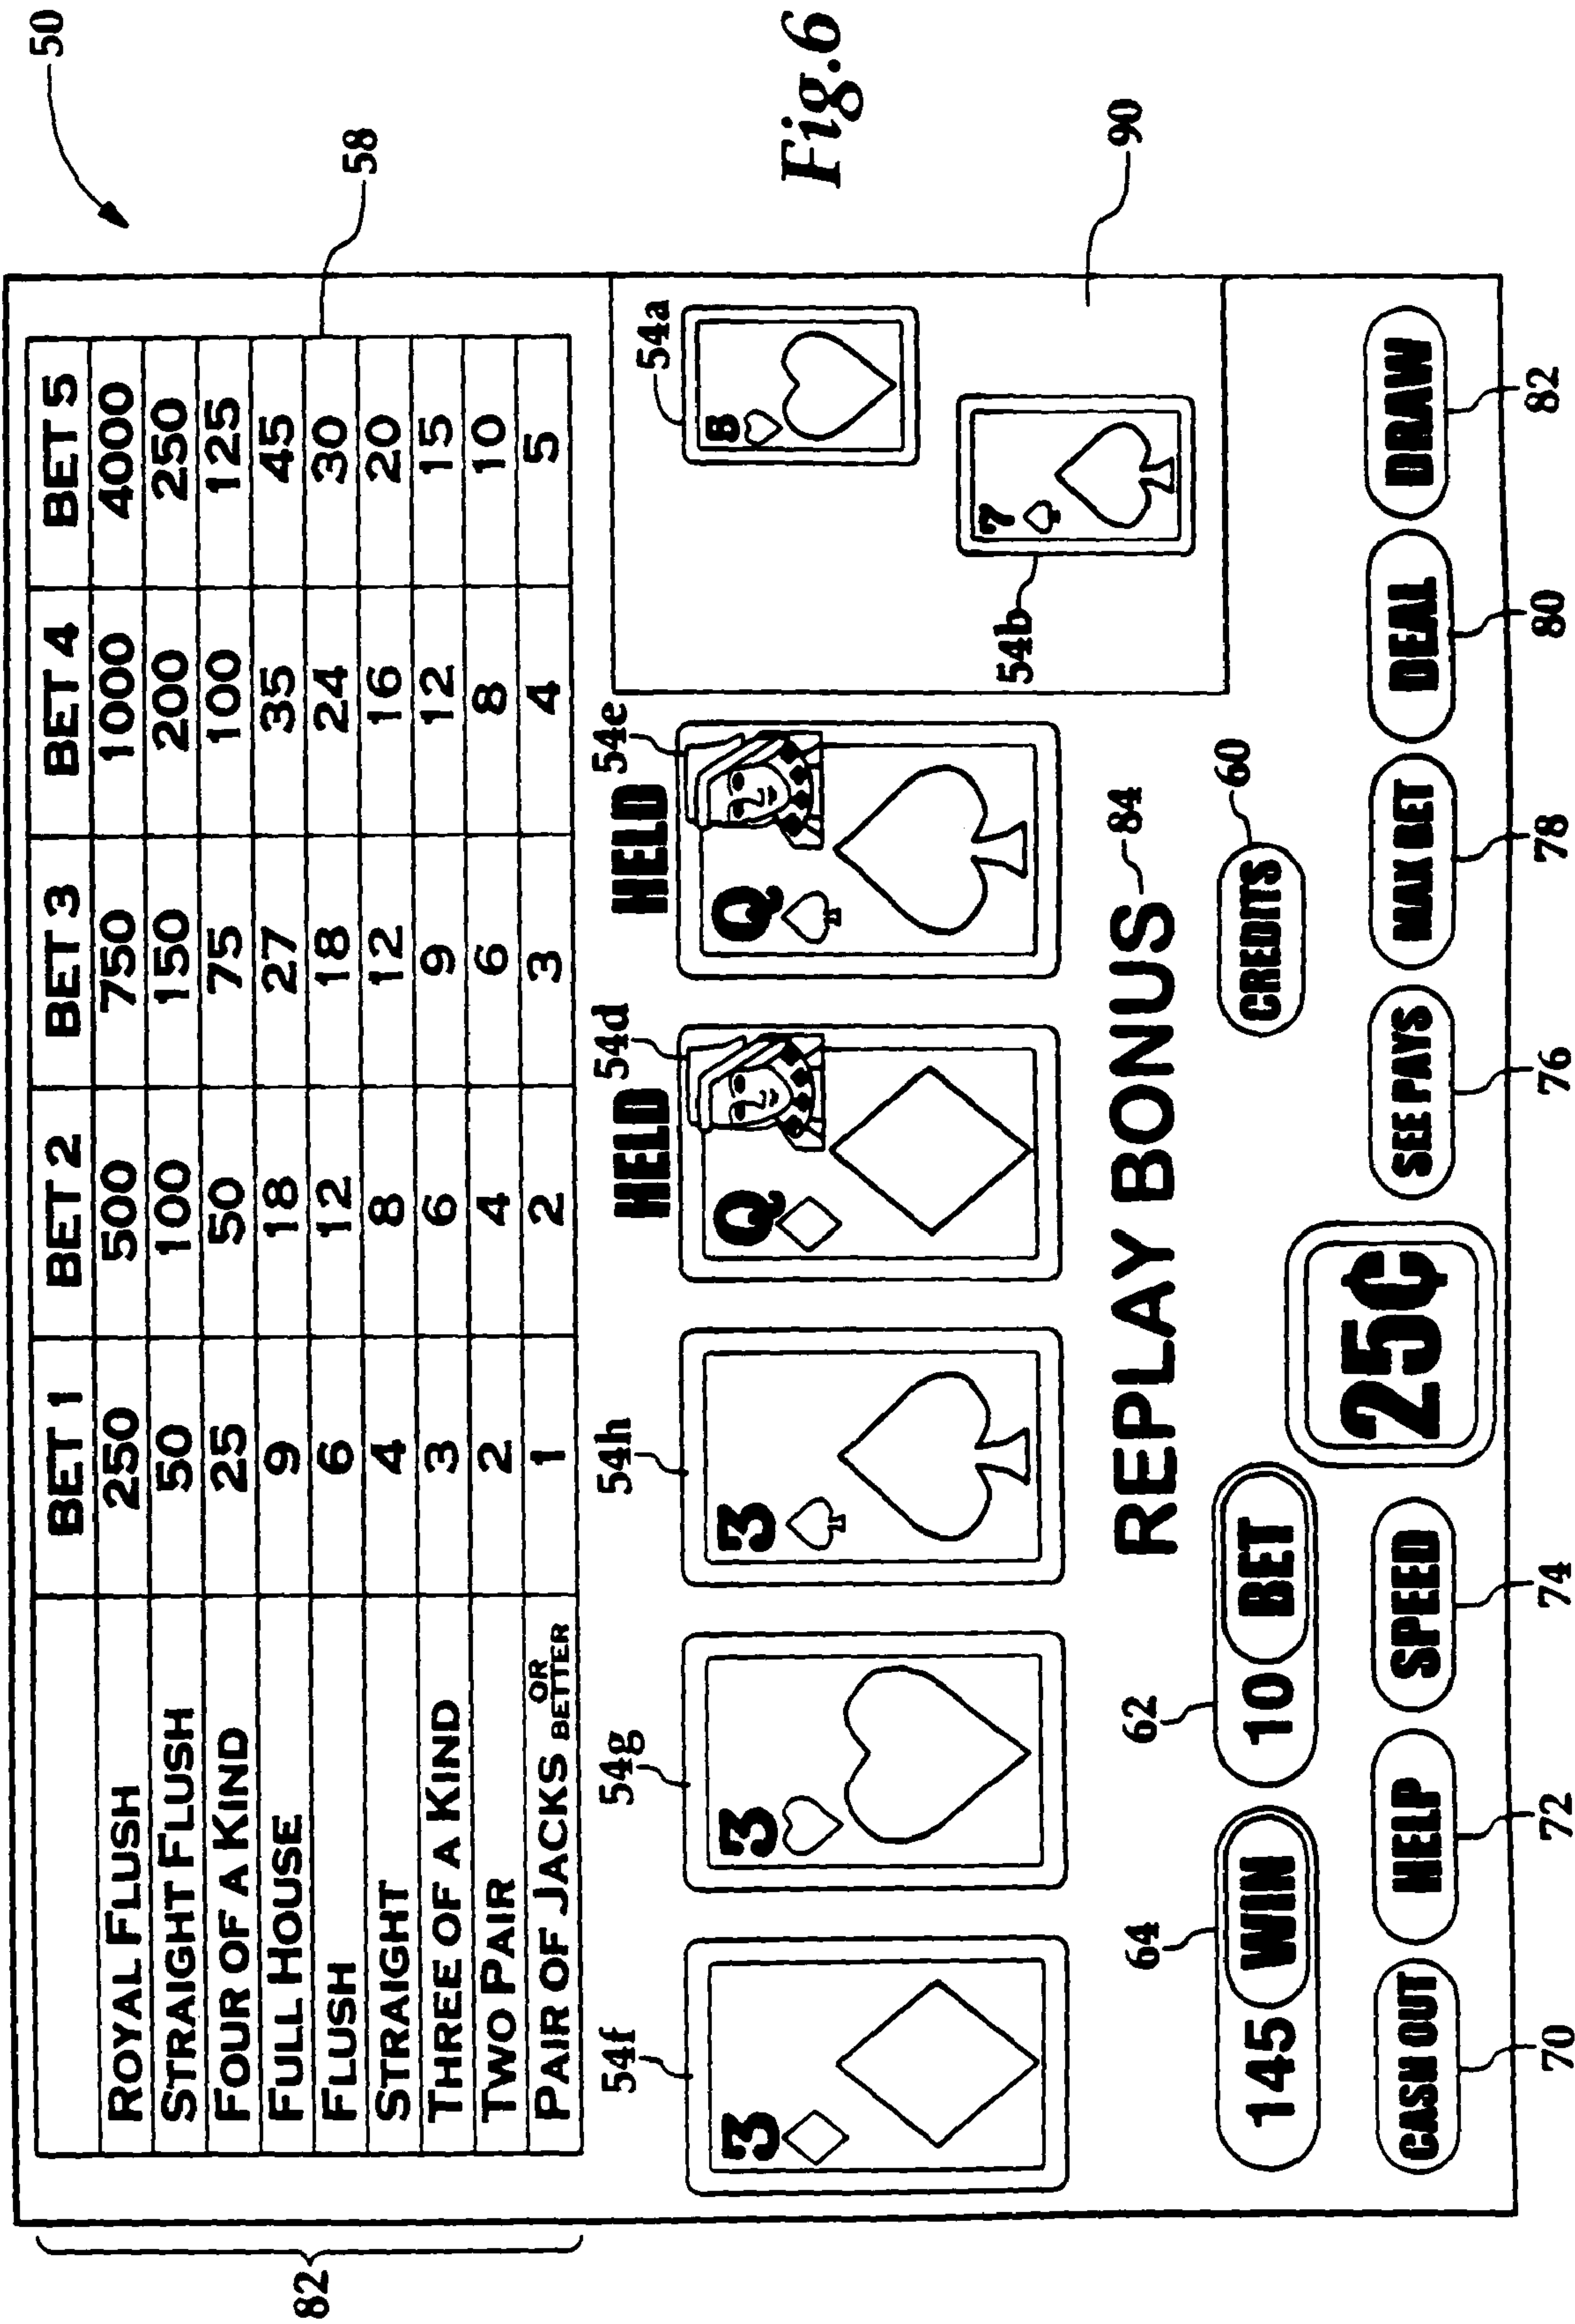 50
58
BET 1 BET 2 BET 3 BET 4 BET 5
ROYAL FLUSH 250 500 750 1000 4000
STRAIGHT FLUSH 50 100 150 200 250
FOUR OF A KIND 25 50 75 100 125
FULL HOUSE 9 18 27 35 45
FLUSH 6 12 18 24 30
STRAIGHT 4 8 12 16 20
THREE OF A KIND 3 6 9 12 15
TWO PAIR 2 4 6 8 10
PAIR OF JACKS OR BETTER 1 2 3 4 5
82
HELD HELD
54f 54g 54h 54d 54e 54a
3 3 3 Q Q
7
54b
Fig.6
REPLAY BONUS 84
90
64 62 60
145 WIN 10 BET 25¢ CREDITS
CASH OUT HELP SPEED SEE PAYS MAX BET DEAL DRAW
70 72 74 76 78 80 82